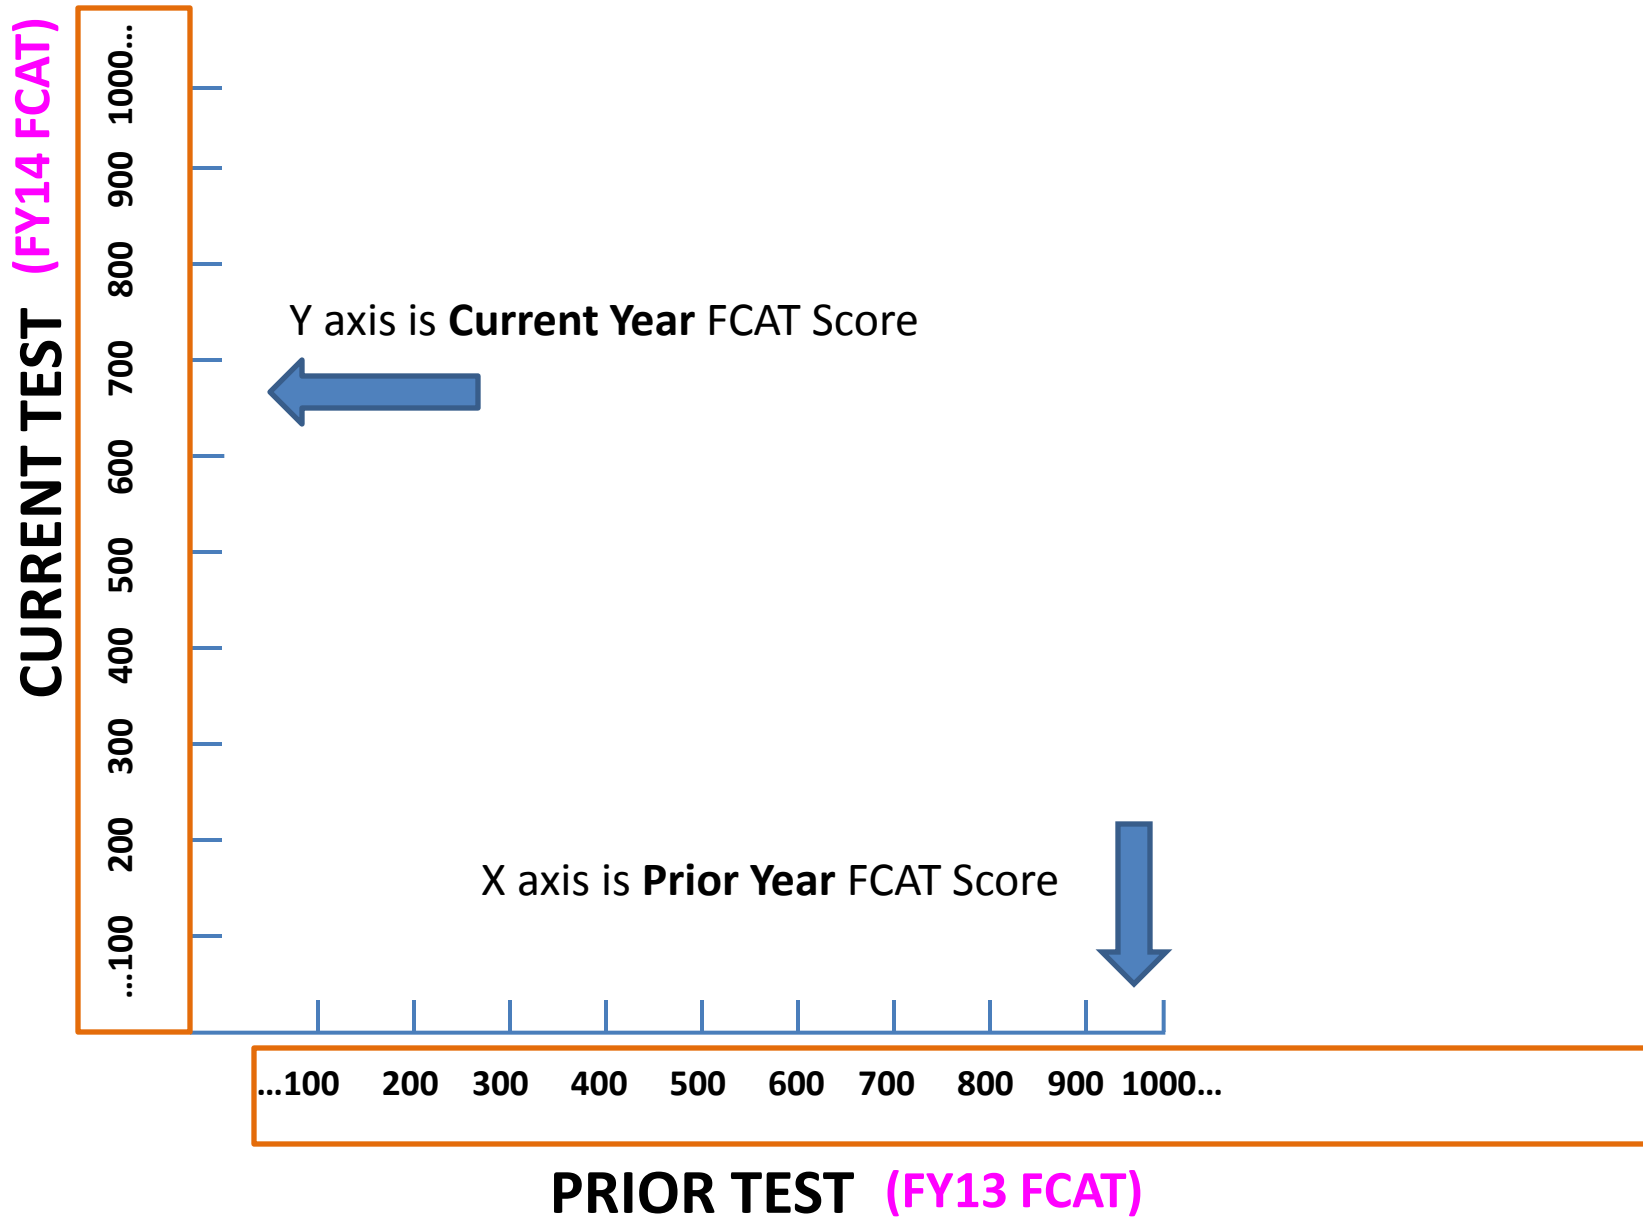 CURRENT TEST (FY14 FCAT)
....100 200 300 400 500 600 700 800 900 1000...
Y axis is Current Year FCAT Score
X axis is Prior Year FCAT Score
...100 200 300 400 500 600 700 800 900 1000...
PRIOR TEST (FY13 FCAT)